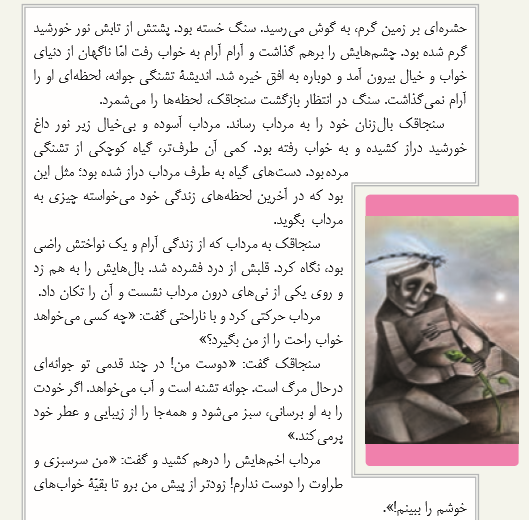 حشره‌ای بر زمین گرم، به گوش می‌رسید. سنگ خسته بود. پشتش از تابش نور خورشید
گرم شده بود. چشم‌هایش را برهم گذاشت و آرام آرام به خواب رفت امّا ناگهان از دنیای
خواب و خیال بیرون آمد و دوباره به افق خیره شد. اندیشهٔ تشنگی جوانه، لحظه‌ای او را
آرام نمی‌گذاشت. سنگ در انتظار بازگشت سنجاقک، لحظه‌ها را می‌شمرد.
سنجاقک بال‌زنان خود را به مرداب رساند. مرداب آسوده و بی‌خیال زیر نور داغ
خورشید دراز کشیده و به خواب رفته بود. کمی آن طرف‌تر، گیاه کوچکی از تشنگی
مرده‌بود. دست‌های گیاه به طرف مرداب دراز شده بود؛ مثل این
بود که در آخرین لحظه‌های زندگی خود می‌خواسته چیزی به
مرداب بگوید.
سنجاقک به مرداب که از زندگی آرام و یک نواختش راضی
بود، نگاه کرد. قلبش از درد فشرده شد. بال‌هایش را به هم زد
و روی یکی از نی‌های درون مرداب نشست و آن را تکان داد.
مرداب حرکتی کرد و با ناراحتی گفت: «چه کسی می‌خواهد
خواب راحت را از من بگیرد؟»
سنجاقک گفت: «دوست من! در چند قدمی تو جوانه‌ای
درحال مرگ است. جوانه تشنه است و آب می‌خواهد. اگر خودت
را به او برسانی، سبز می‌شود و همه‌جا را از زیبایی و عطر خود
پرمی‌کند.»
مرداب اخم‌هایش را درهم کشید و گفت: «من سرسبزی و
طراوت را دوست ندارم! زودتر از پیش من برو تا بقیّهٔ خواب‌های
خوشم را ببینم!».